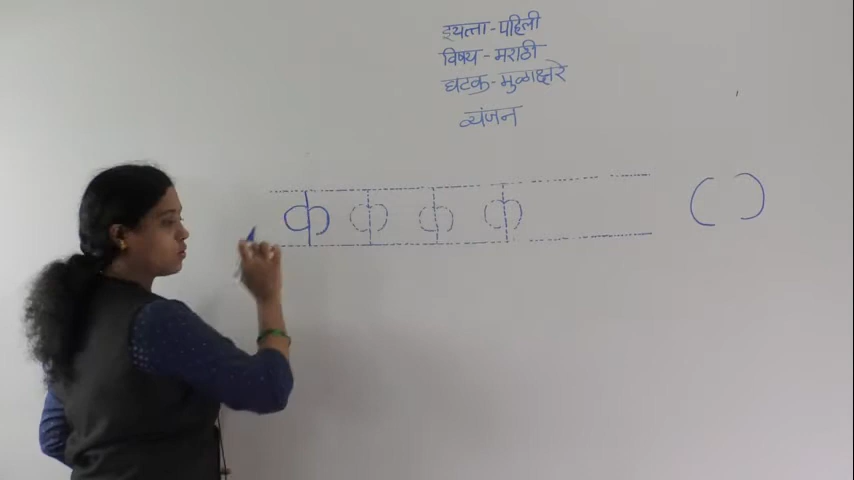 इयत्ता - पहिली
विषय - मराठी
घटक - मुळाक्षरे
व्यंजन
क क क क
( )